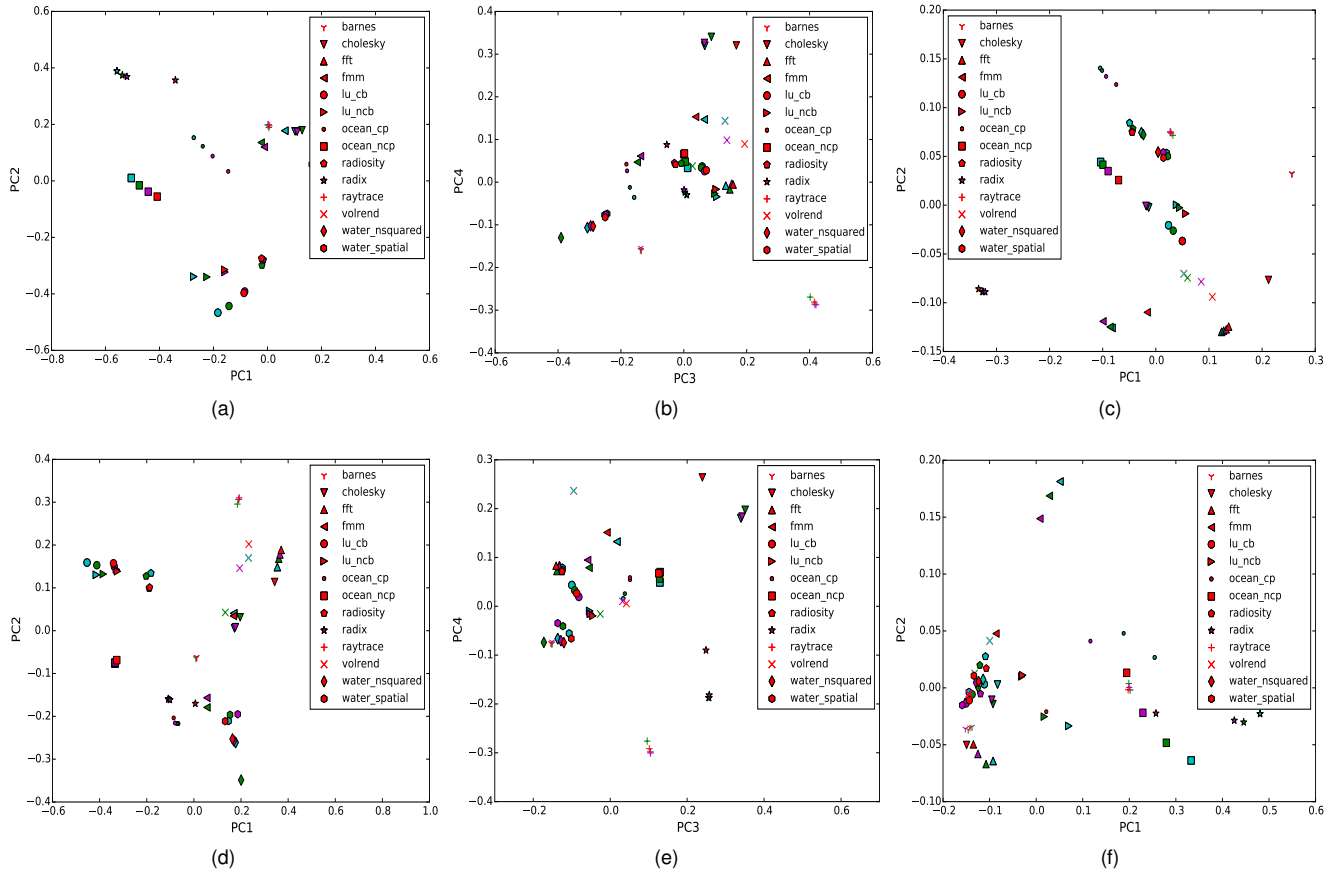 0.6
0.4
0.2
0.0
−0.2
−0.4
−0.6
PC2
−0.8 −0.6 −0.4 −0.2 0.0 0.2 0.4 0.6
PC1
barnes
cholesky
fft
fmm
lu_cb
lu_ncb
ocean_cp
ocean_ncp
radiosity
radix
raytrace
volrend
water_nsquared
water_spatial
(a)
0.4
0.3
0.2
0.1
0.0
−0.1
−0.2
−0.3
−0.4
PC4
−0.6 −0.4 −0.2 0.0 0.2 0.4 0.6
PC3
barnes
cholesky
fft
fmm
lu_cb
lu_ncb
ocean_cp
ocean_ncp
radiosity
radix
raytrace
volrend
water_nsquared
water_spatial
(b)
0.20
0.15
0.10
0.05
0.00
−0.05
−0.10
−0.15
PC2
−0.4 −0.3 −0.2 −0.1 0.0 0.1 0.2 0.3
PC1
barnes
cholesky
fft
fmm
lu_cb
lu_ncb
ocean_cp
ocean_ncp
radiosity
radix
raytrace
volrend
water_nsquared
water_spatial
(c)
0.4
0.3
0.2
0.1
0.0
−0.1
−0.2
−0.3
−0.4
PC2
−0.6 −0.4 −0.2 0.0 0.2 0.4 0.6 0.8 1.0
PC1
barnes
cholesky
fft
fmm
lu_cb
lu_ncb
ocean_cp
ocean_ncp
radiosity
radix
raytrace
volrend
water_nsquared
water_spatial
(d)
0.3
0.2
0.1
0.0
−0.1
−0.2
−0.3
−0.4
PC4
−0.4 −0.2 0.0 0.2 0.4 0.6
PC3
barnes
cholesky
fft
fmm
lu_cb
lu_ncb
ocean_cp
ocean_ncp
radiosity
radix
raytrace
volrend
water_nsquared
water_spatial
(e)
0.20
0.15
0.10
0.05
0.00
−0.05
−0.10
PC2
−0.2 −0.1 0.0 0.1 0.2 0.3 0.4 0.5 0.6
PC1
barnes
cholesky
fft
fmm
lu_cb
lu_ncb
ocean_cp
ocean_ncp
radiosity
radix
raytrace
volrend
water_nsquared
water_spatial
(f)